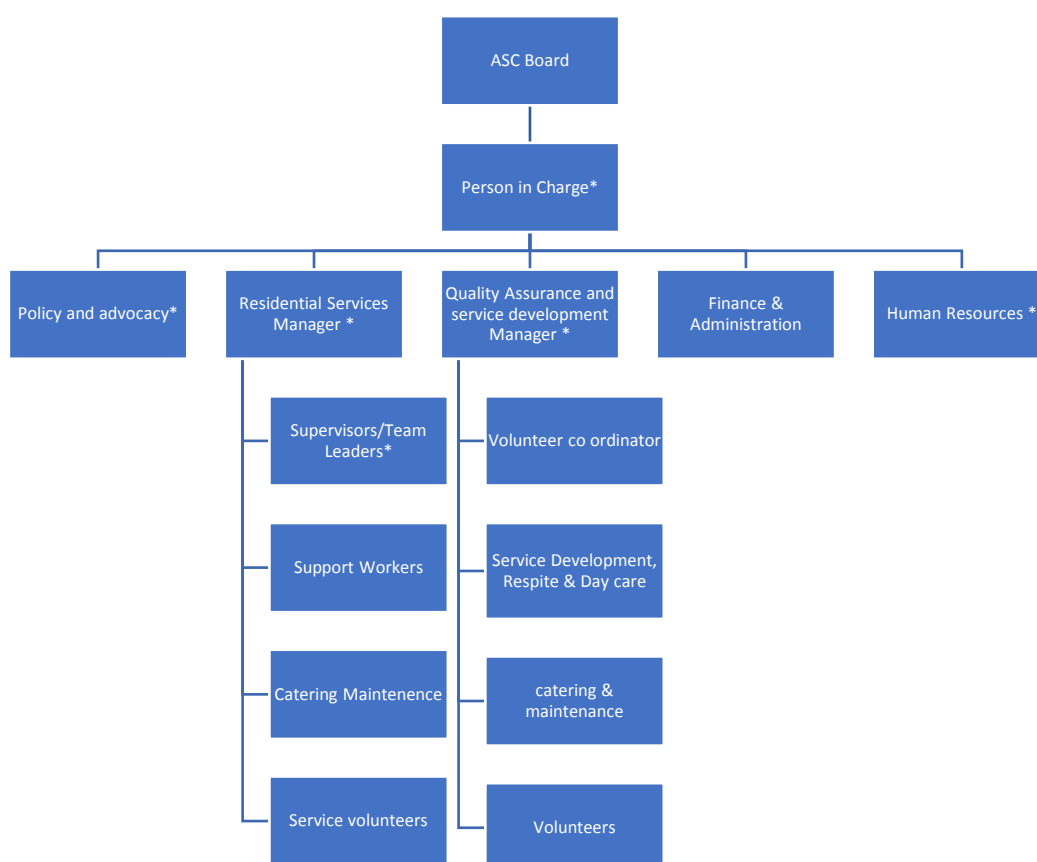 ASC Board
Person in Charge*
Policy and advocacy*
Residential Services
Manager *
Quality Assurance and
service development
Manager *
Finance &
Administration
Human Resources *
Supervisors/Team
Leaders*
Support Workers
Catering Maintenence
Service volunteers
Volunteer co ordinator
Service Development,
Respite & Day care
catering &
maintenance
Volunteers